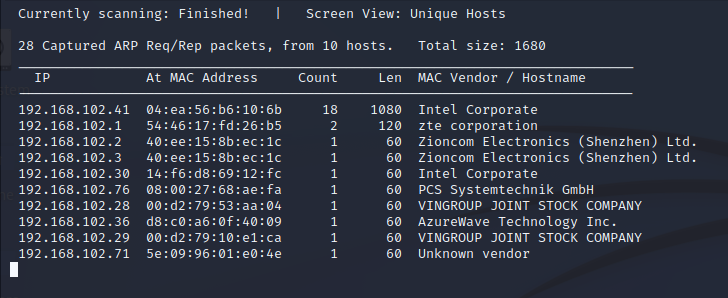 Currently scanning: Finished!   |   Screen View: Unique Hosts
28 Captured ARP Req/Rep packets, from 10 hosts.   Total size: 1680
IP            At MAC Address     Count     Len  MAC Vendor / Hostname
192.168.102.41  04:ea:56:b6:10:6b     18    1080  Intel Corporate
192.168.102.1   54:46:17:fd:26:b5      2     120  zte corporation
192.168.102.2   40:ee:15:8b:ec:1c      1      60  Zioncom Electronics (Shenzhen) Ltd.
192.168.102.3   40:ee:15:8b:ec:1c      1      60  Zioncom Electronics (Shenzhen) Ltd.
192.168.102.30  14:f6:d8:69:12:fc      1      60  Intel Corporate
192.168.102.76  08:00:27:68:ae:fa      1      60  PCS Systemtechnik GmbH
192.168.102.28  00:d2:79:53:aa:04      1      60  VINGROUP JOINT STOCK COMPANY
192.168.102.36  d8:c0:a6:0f:40:09      1      60  AzureWave Technology Inc.
192.168.102.29  00:d2:79:10:e1:ca      1      60  VINGROUP JOINT STOCK COMPANY
192.168.102.71  5e:09:96:01:e0:4e      1      60  Unknown vendor